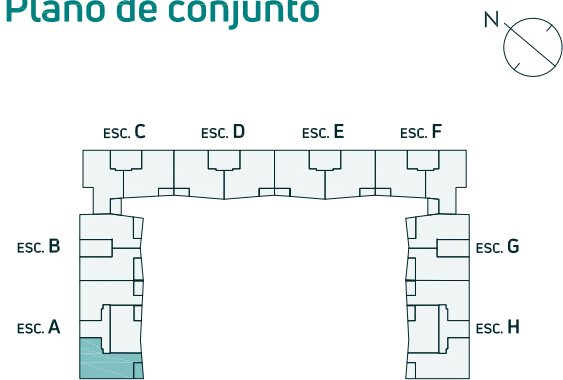 Plano de conjunto
N
ESC. C ESC. D ESC. E ESC. F
ESC. B ESC. G
ESC. A ESC. H